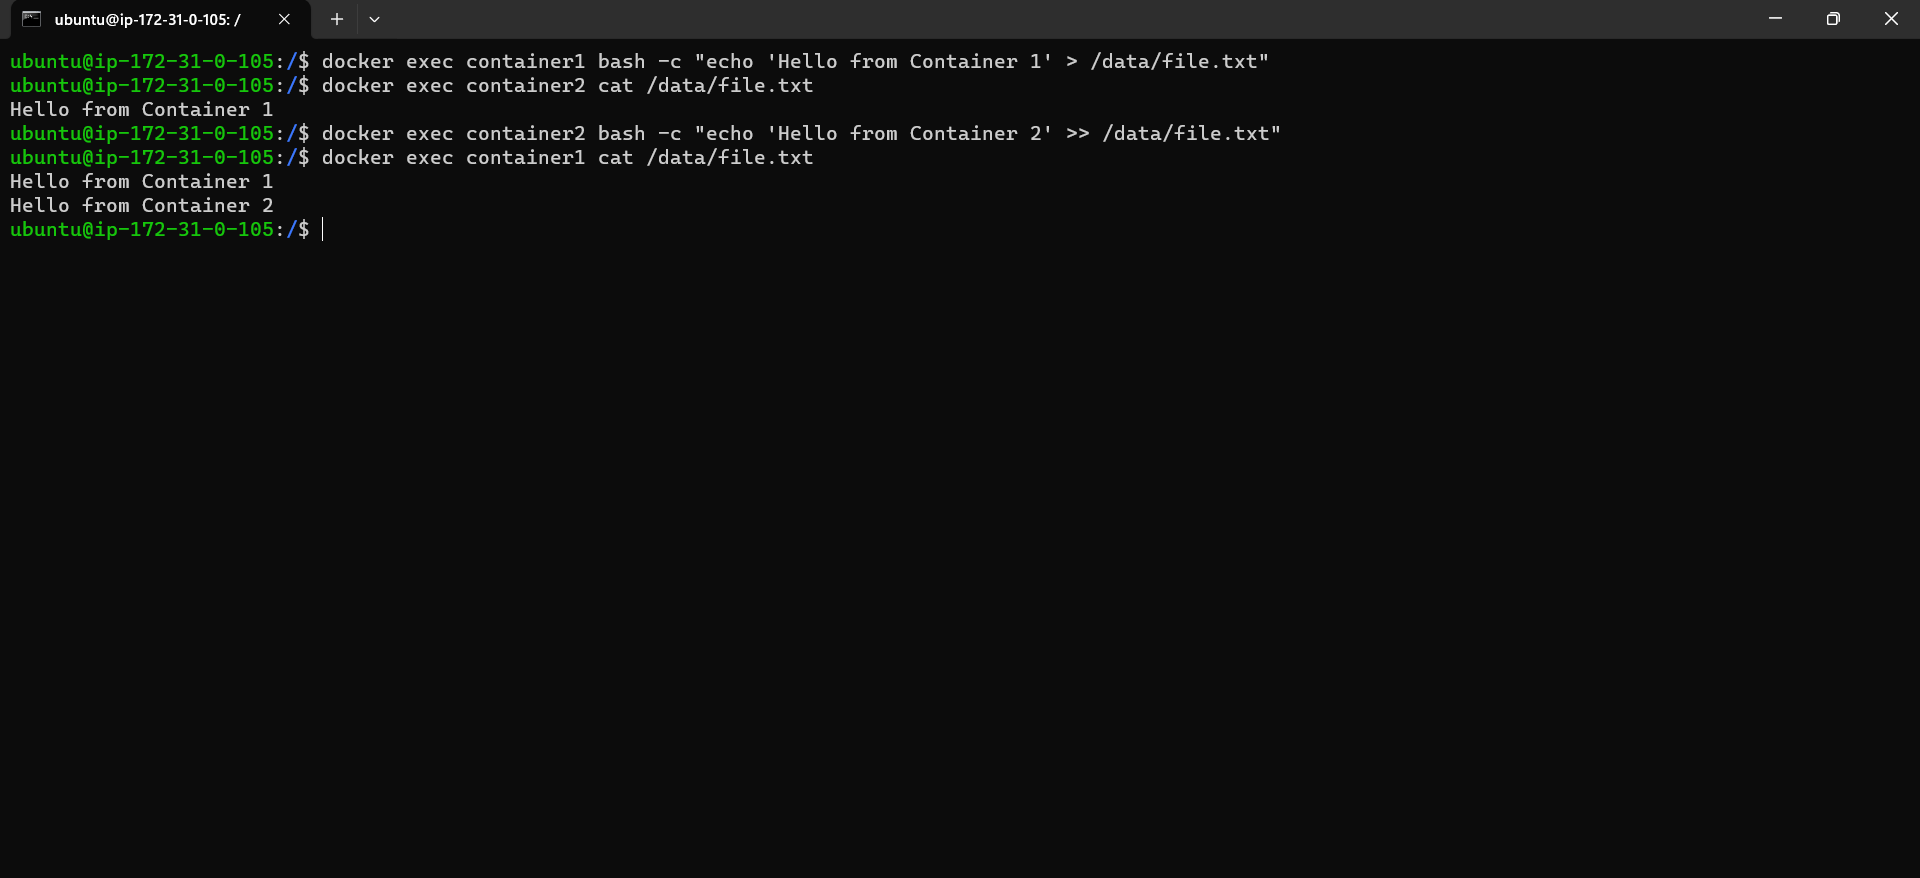 ubuntu@ip-172-31-0-105: /
ubuntu@ip-172-31-0-105:/$ docker exec container1 bash -c "echo 'Hello from Container 1' > /data/file.txt"
ubuntu@ip-172-31-0-105:/$ docker exec container2 cat /data/file.txt
Hello from Container 1
ubuntu@ip-172-31-0-105:/$ docker exec container2 bash -c "echo 'Hello from Container 2' >> /data/file.txt"
ubuntu@ip-172-31-0-105:/$ docker exec container1 cat /data/file.txt
Hello from Container 1
Hello from Container 2
ubuntu@ip-172-31-0-105:/$